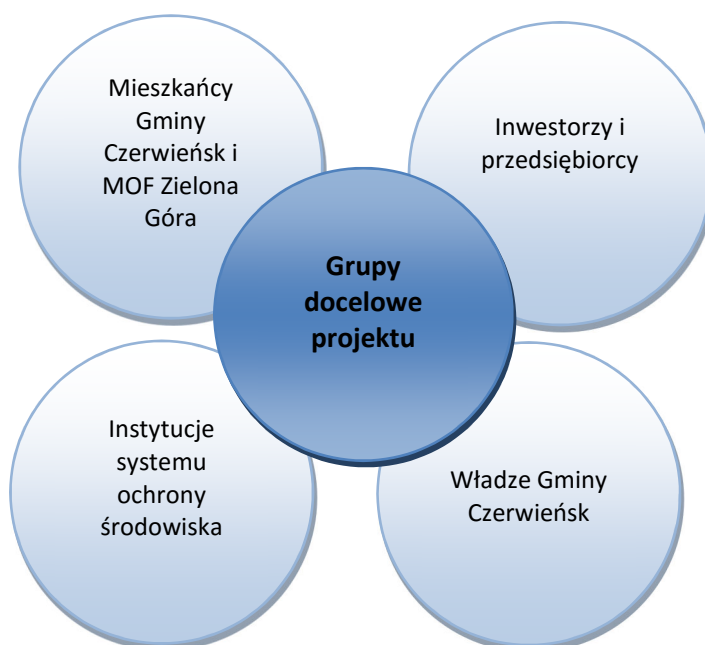 Mieszkańcy
Gminy
Czerwieńsk i
MOF Zielona
Góra
Inwestorzy i
przedsiębiorcy
Grupy
docelowe
projektu
Instytucje
systemu
ochrony
środowiska
Władze Gminy
Czerwieńsk